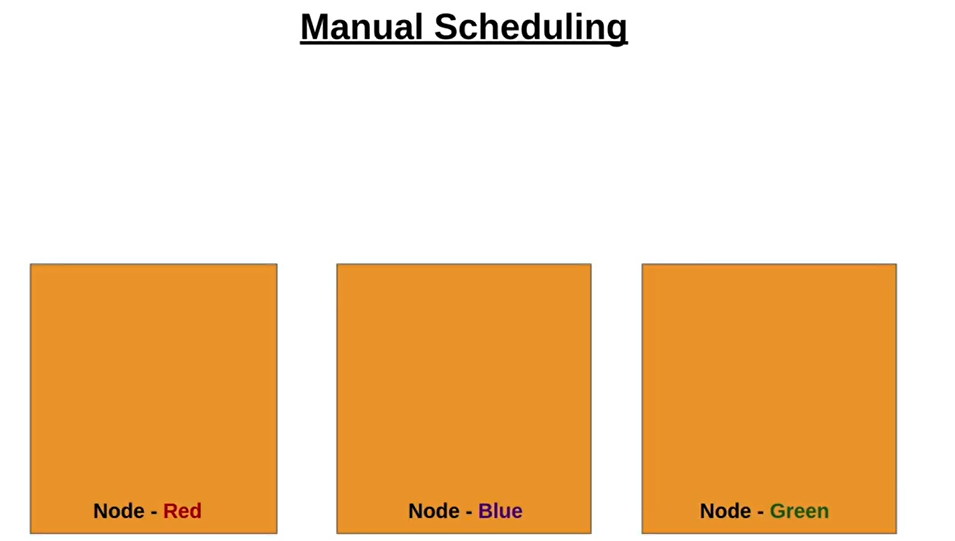 Manual Scheduling
Node - Red
Node - Blue
Node - Green